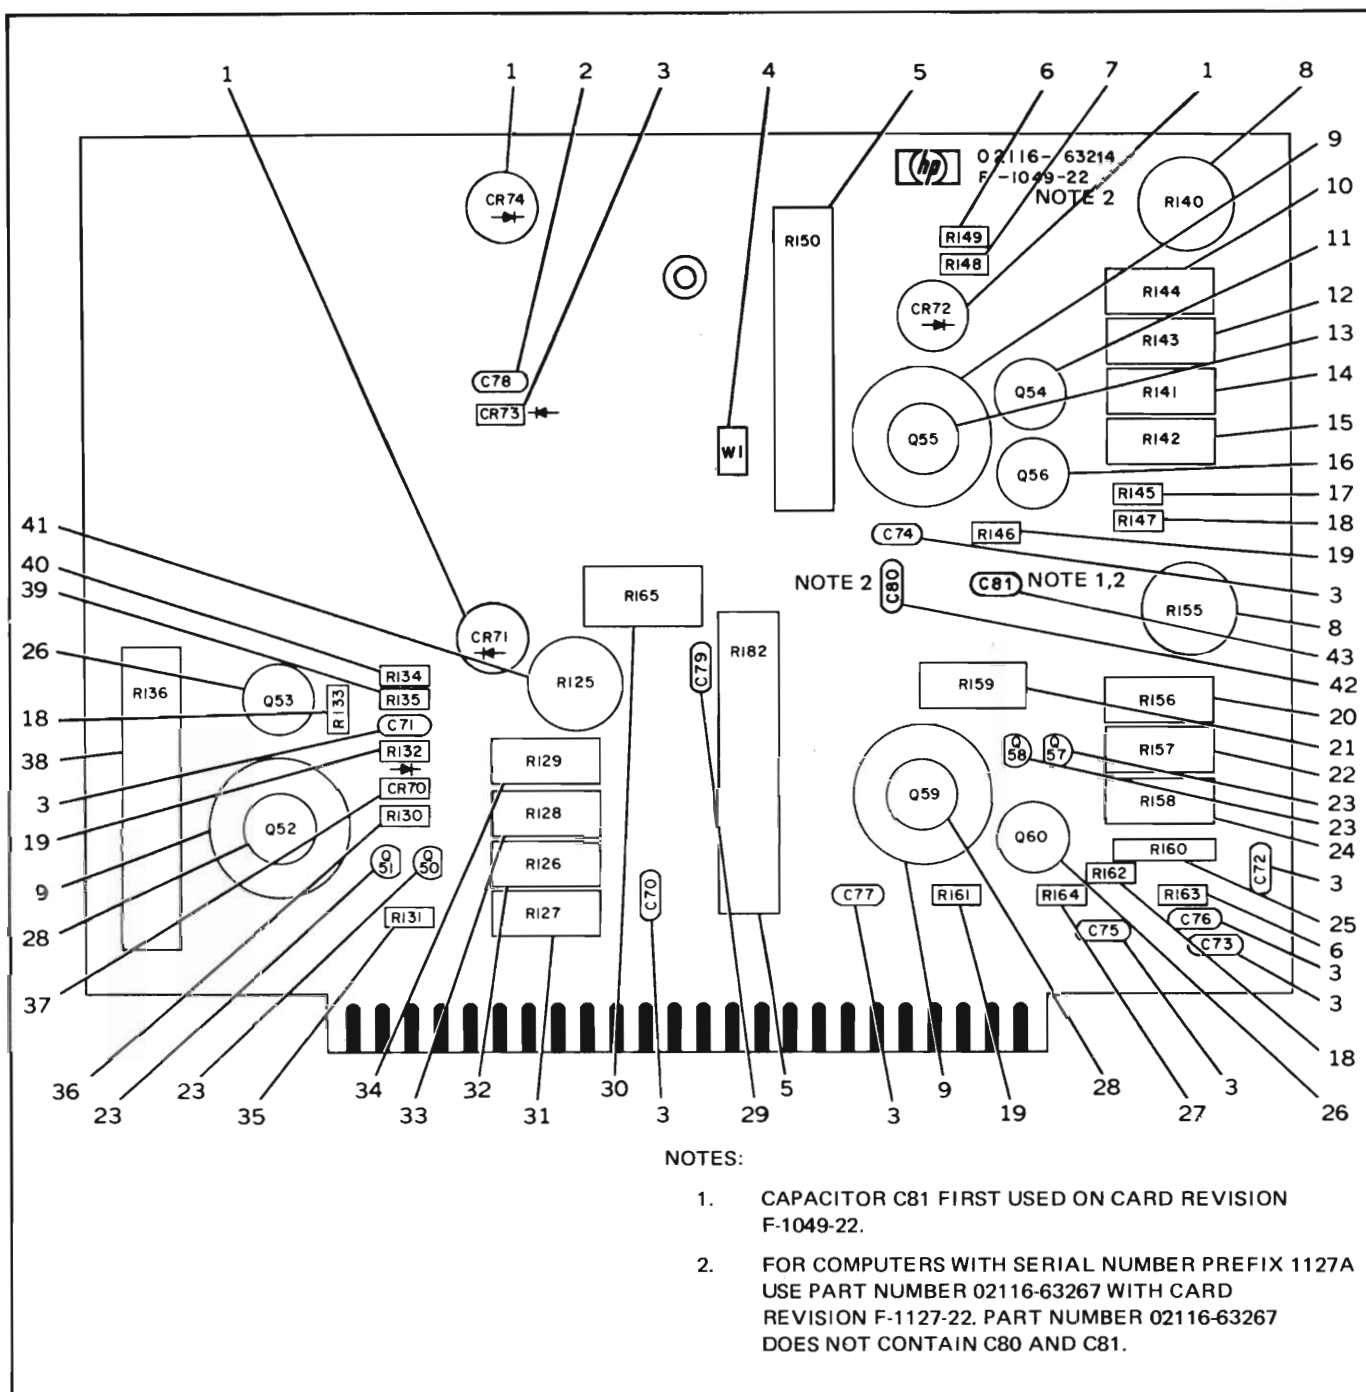 1 1 2 3 4 5 6 7 1 8
hp 02116-63214
F-1049-22
NOTE 2
9
10
11
12
13
14
15
16
17
18
19
3
8
43
42
20
21
22
23
23
24
3
25
6
3
3
18
26
CR74
R150
R149
R148
R140
CR72
R144
R143
R141
R142
C78
CR73
W1
Q54
Q55
Q56
R145
R147
C74
R146
NOTE 2
C80
C81
NOTE 1,2
R155
41
40
39
26
18
38
3
19
9
28
37
R165
CR71
R125
C79
R182
R136
Q53
R133
R134
R135
C71
R132
CR70
R130
Q52
Q 51
Q 50
R131
R129
R128
R126
R127
C70
R159
R156
R157
R158
Q 58
Q 57
Q59
Q60
R160
C72
R162
C77
R161
R164
R163
C76
C75
C73
36 23 35 34 33 32 31 30 3 29 5 3 9 19 28 27 3
NOTES:
1. CAPACITOR C81 FIRST USED ON CARD REVISION
F-1049-22.
2. FOR COMPUTERS WITH SERIAL NUMBER PREFIX 1127A
USE PART NUMBER 02116-63267 WITH CARD
REVISION F-1127-22. PART NUMBER 02116-63267
DOES NOT CONTAIN C80 AND C81.